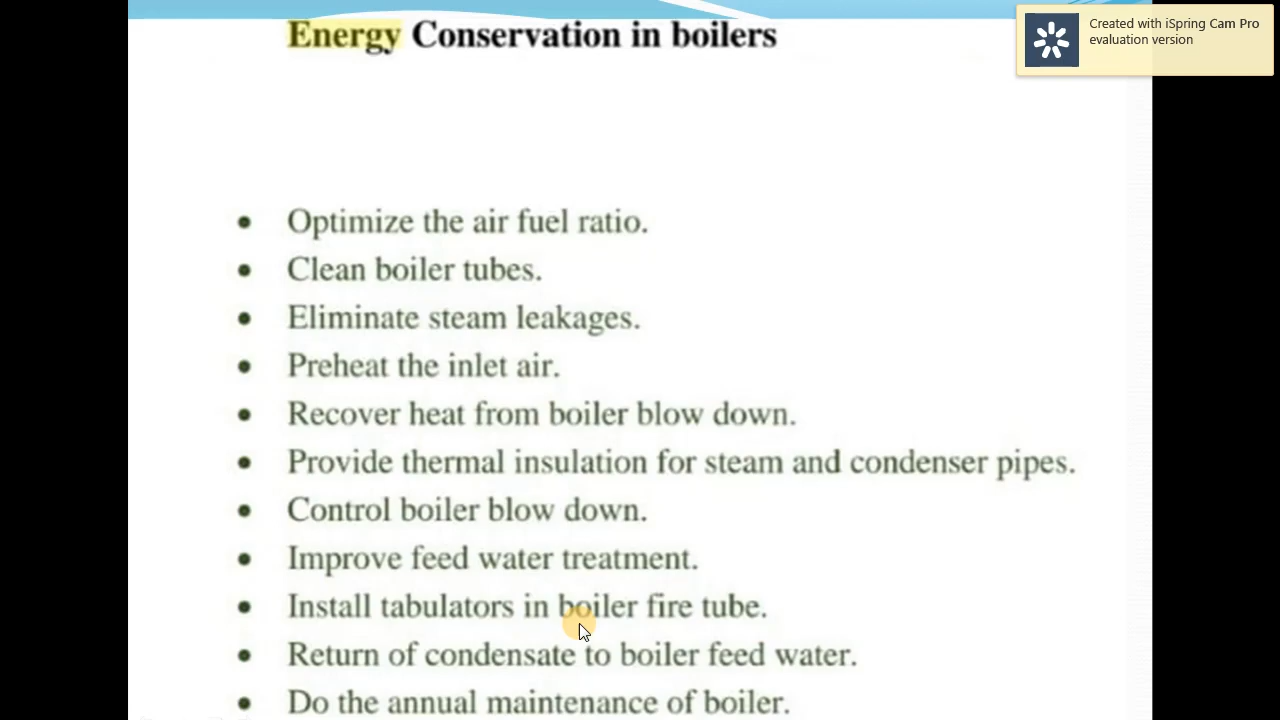 Energy Conservation in boilers
Created with iSpring Cam Pro
evaluation version
• Optimize the air fuel ratio.
• Clean boiler tubes.
• Eliminate steam leakages.
• Preheat the inlet air.
• Recover heat from boiler blow down.
• Provide thermal insulation for steam and condenser pipes.
• Control boiler blow down.
• Improve feed water treatment.
• Install tabulators in boiler fire tube.
• Return of condensate to boiler feed water.
• Do the annual maintenance of boiler.